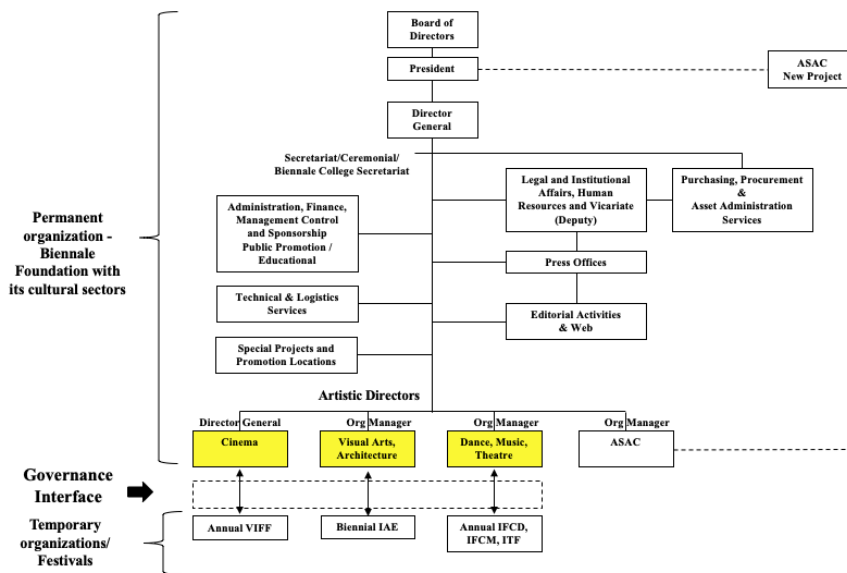 Board of
Directors
President
ASAC
New Project
Director
General
Secretariat/Ceremonial/
Biennale College Secretariat
Legal and Institutional
Affairs, Human
Resources and Vicariate
(Deputy)
Purchasing, Procurement
&
Asset Administration
Services
Administration, Finance,
Management Control
and Sponsorship
Public Promotion /
Educational
Permanent
organization -
Biennale
Foundation with
its cultural sectors
Press Offices
Technical & Logistics
Services
Editorial Activities
& Web
Special Projects and
Promotion Locations
Artistic Directors
Director General
Org Manager
Org Manager
Org Manager
Cinema
Visual Arts,
Architecture
Dance, Music,
Theatre
ASAC
Governance
Interface
Temporary
organizations/
Festivals
Annual VIFF
Biennial IAE
Annual IFCD,
IFCM, ITF